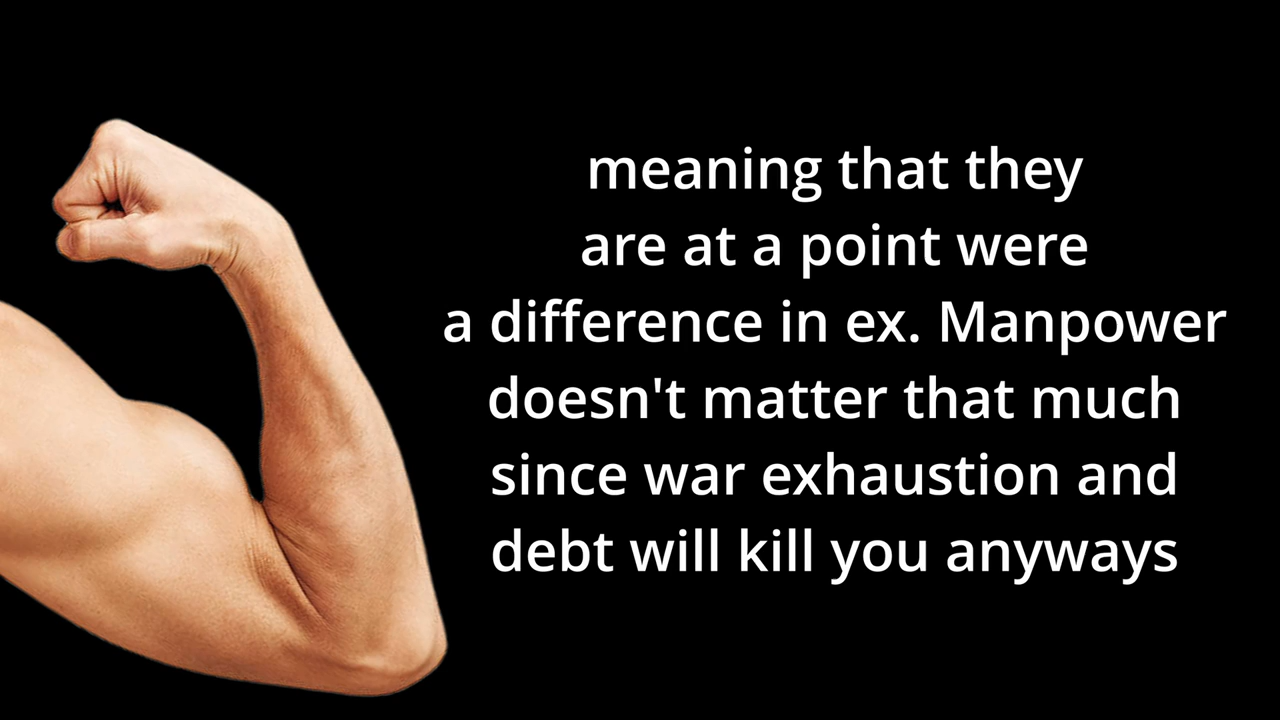 meaning that they
are at a point were
a difference in ex. Manpower
doesn't matter that much
since war exhaustion and
debt will kill you anyways